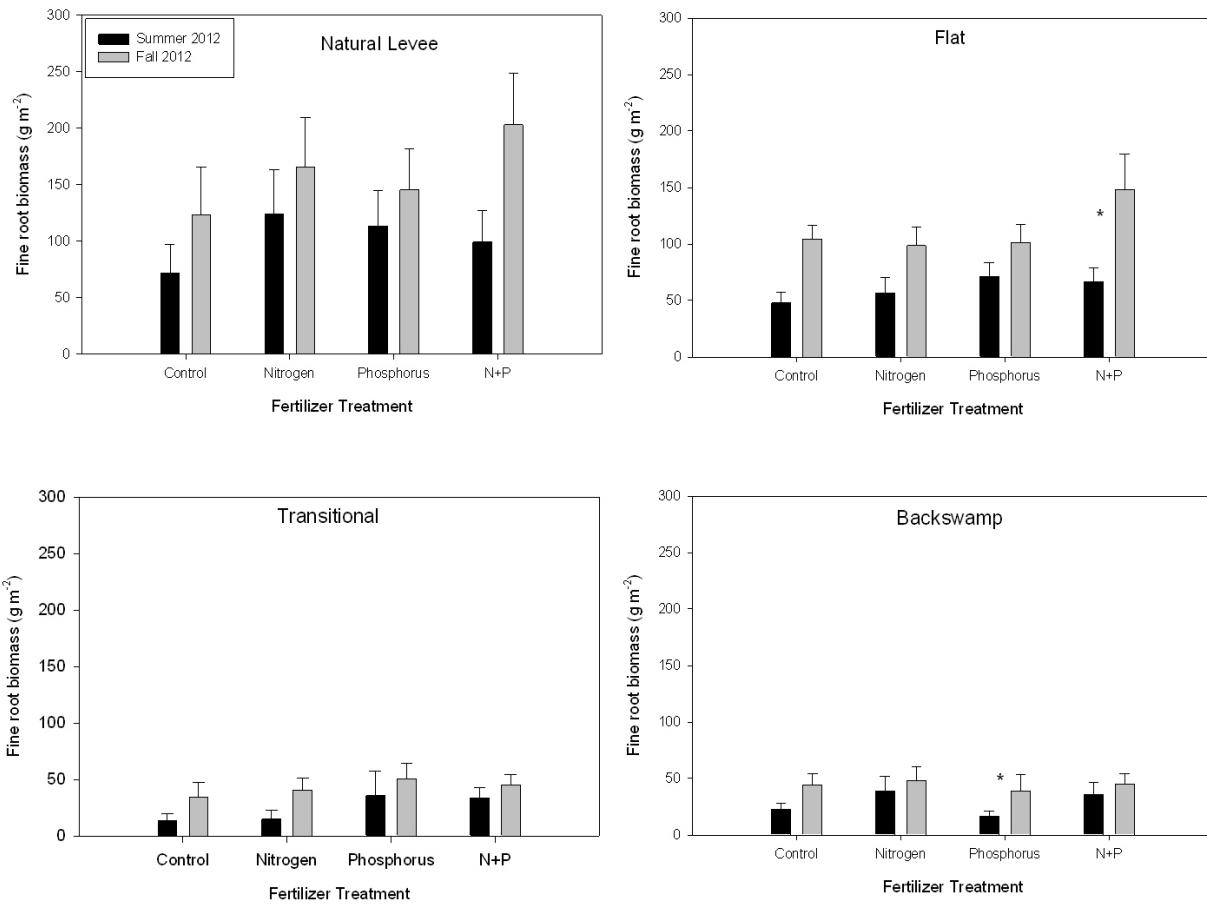 Natural Levee
Summer 2012
Fall 2012
Fine root biomass (g m-2)
300
250
200
150
100
50
0
Control Nitrogen Phosphorus N+P
Fertilizer Treatment
Flat
Fine root biomass (g m-2)
300
250
200
150
100
50
0
*
Control Nitrogen Phosphorus N+P
Fertilizer Treatment
Transitional
Fine root biomass (g m-2)
300
250
200
150
100
50
0
Control Nitrogen Phosphorus N+P
Fertilizer Treatment
Backswamp
Fine root biomass (g m-2)
300
250
200
150
100
50
0
*
Control Nitrogen Phosphorus N+P
Fertilizer Treatment